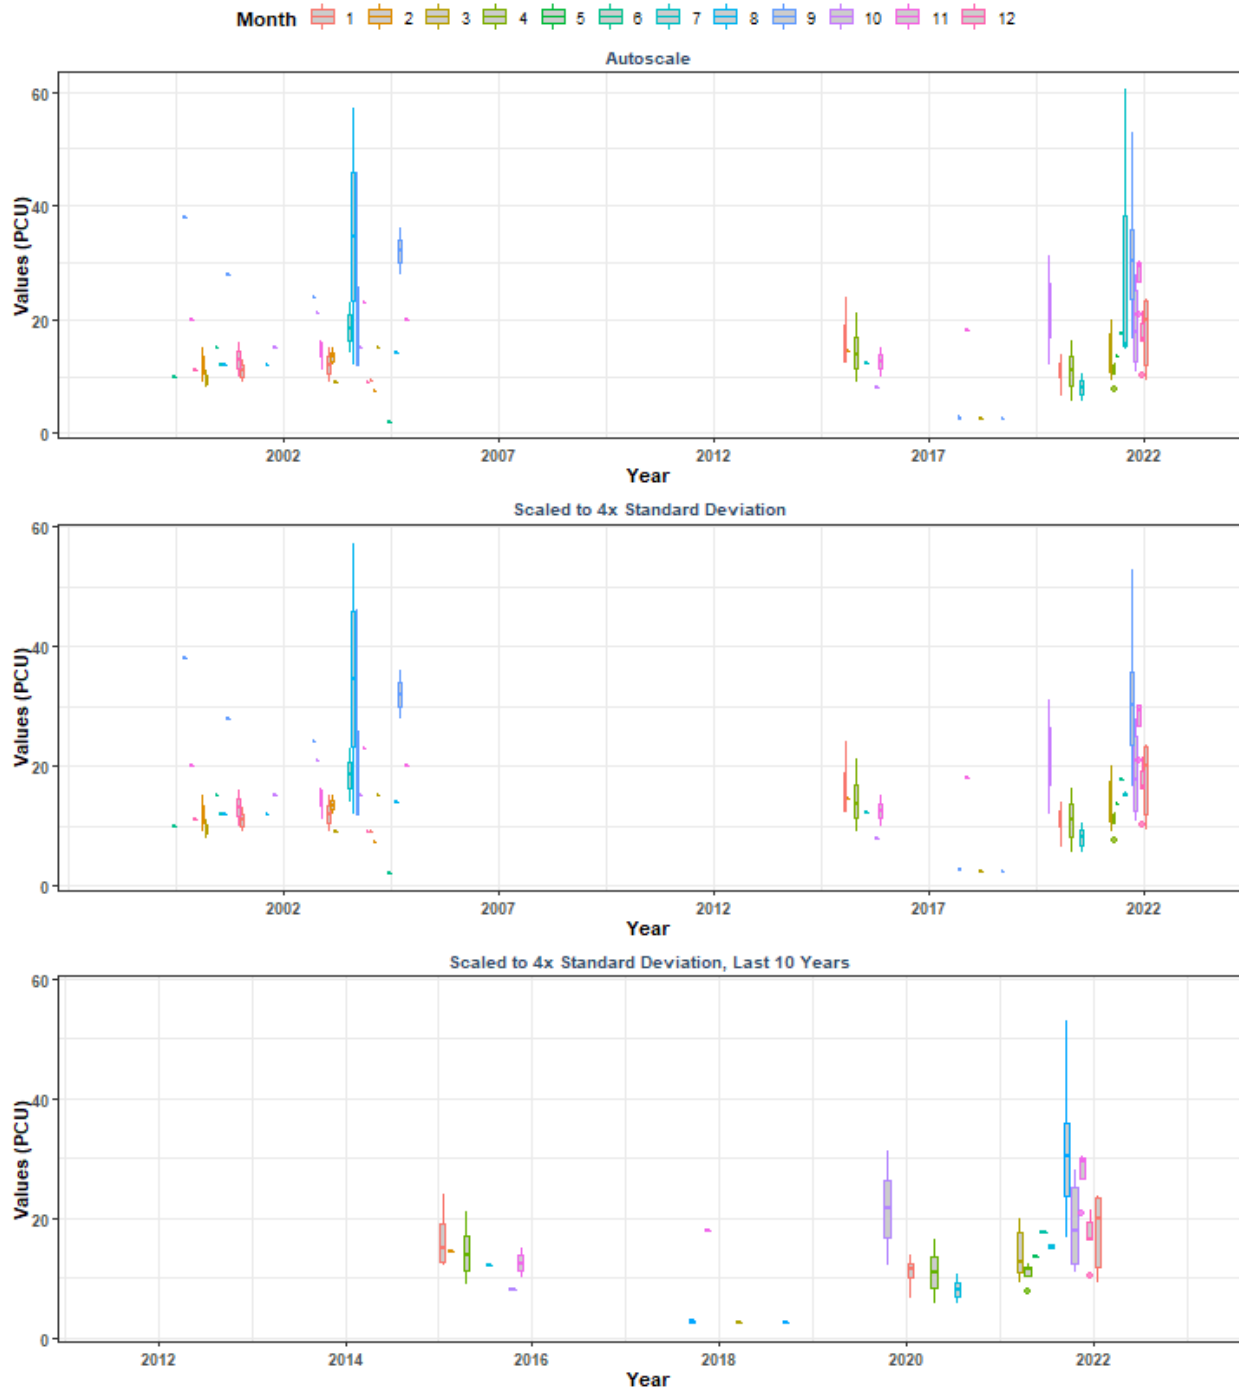 Month 1 2 3 4 5 6 7 8 9 10 11 12
Autoscale
60
40
20
0
Values (PCU)
2002 2007 2012 2017 2022
Year
Scaled to 4x Standard Deviation
60
40
20
0
Values (PCU)
2002 2007 2012 2017 2022
Year
Scaled to 4x Standard Deviation, Last 10 Years
60
40
20
0
Values (PCU)
2012 2014 2016 2018 2020 2022
Year